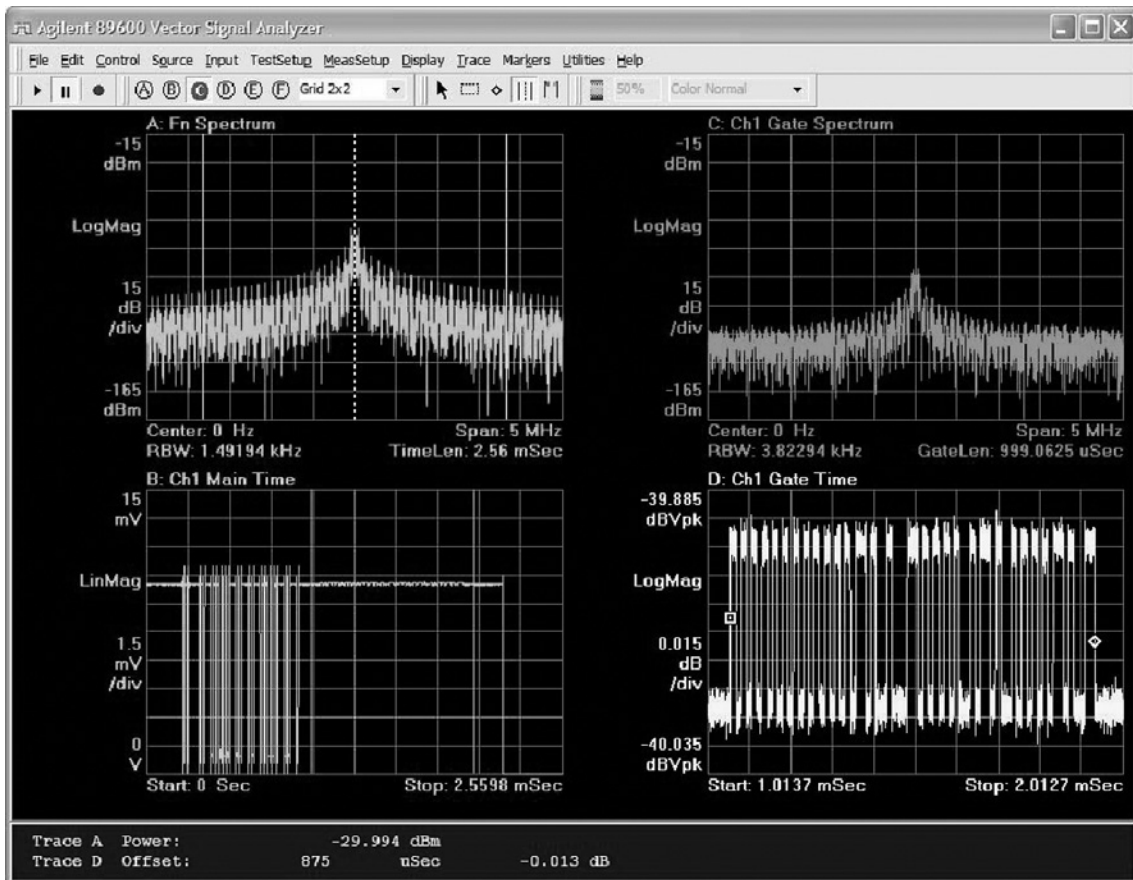 Agilent 89600 Vector Signal Analyzer
File Edit Control Source Input TestSetup MeasSetup Display Trace Markers Utilities Help
A B C D E F Grid 2x2 50% Color Normal
A: Fn Spectrum
-15
dBm
LogMag
15
dB
/div
-165
dBm
Center: 0 Hz Span: 5 MHz
RBW: 1.49194 kHz TimeLen: 2.56 mSec
C: Ch1 Gate Spectrum
-15
dBm
LogMag
15
dB
/div
-165
dBm
Center: 0 Hz Span: 5 MHz
RBW: 3.82294 kHz GateLen: 999.0625 uSec
B: Ch1 Main Time
15
mV
LinMag
1.5
mV
/div
0
V
Start: 0 Sec Stop: 2.5598 mSec
D: Ch1 Gate Time
-39.885
dBVpk
LogMag
0.015
dB
/div
-40.035
dBVpk
Start: 1.0137 mSec Stop: 2.0127 mSec
Trace A Power: -29.994 dBm
Trace D Offset: 875 uSec -0.013 dB